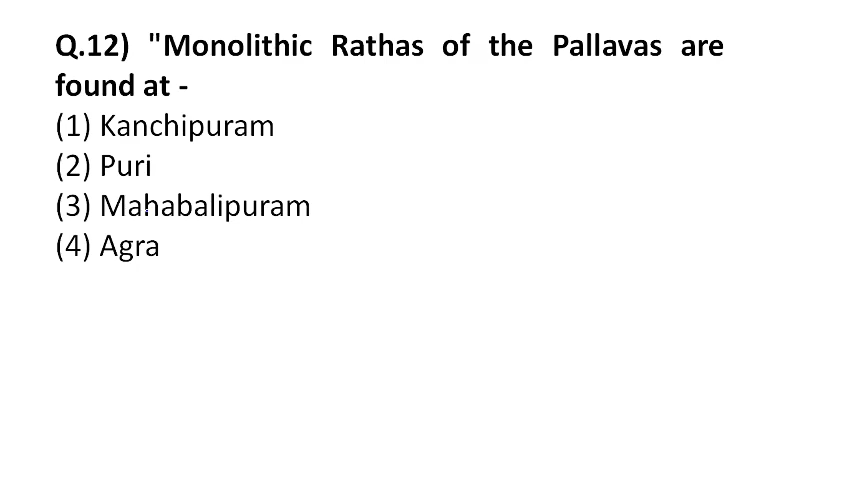 Q.12) "Monolithic Rathas of the Pallavas are
found at -
(1) Kanchipuram
(2) Puri
(3) Mahabalipuram
(4) Agra